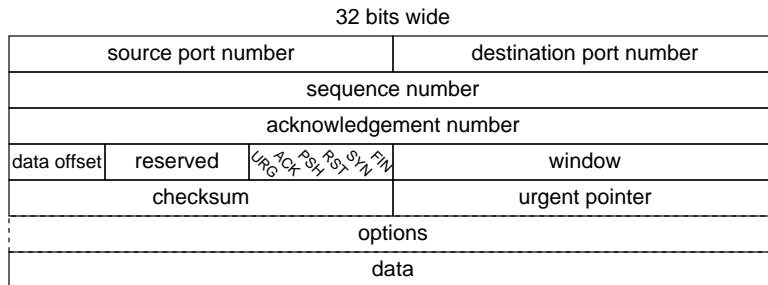 32 bits wide
source port number destination port number
sequence number
acknowledgement number
data offset reserved URG ACK PSH RST SYN FIN window
checksum urgent pointer
options
data